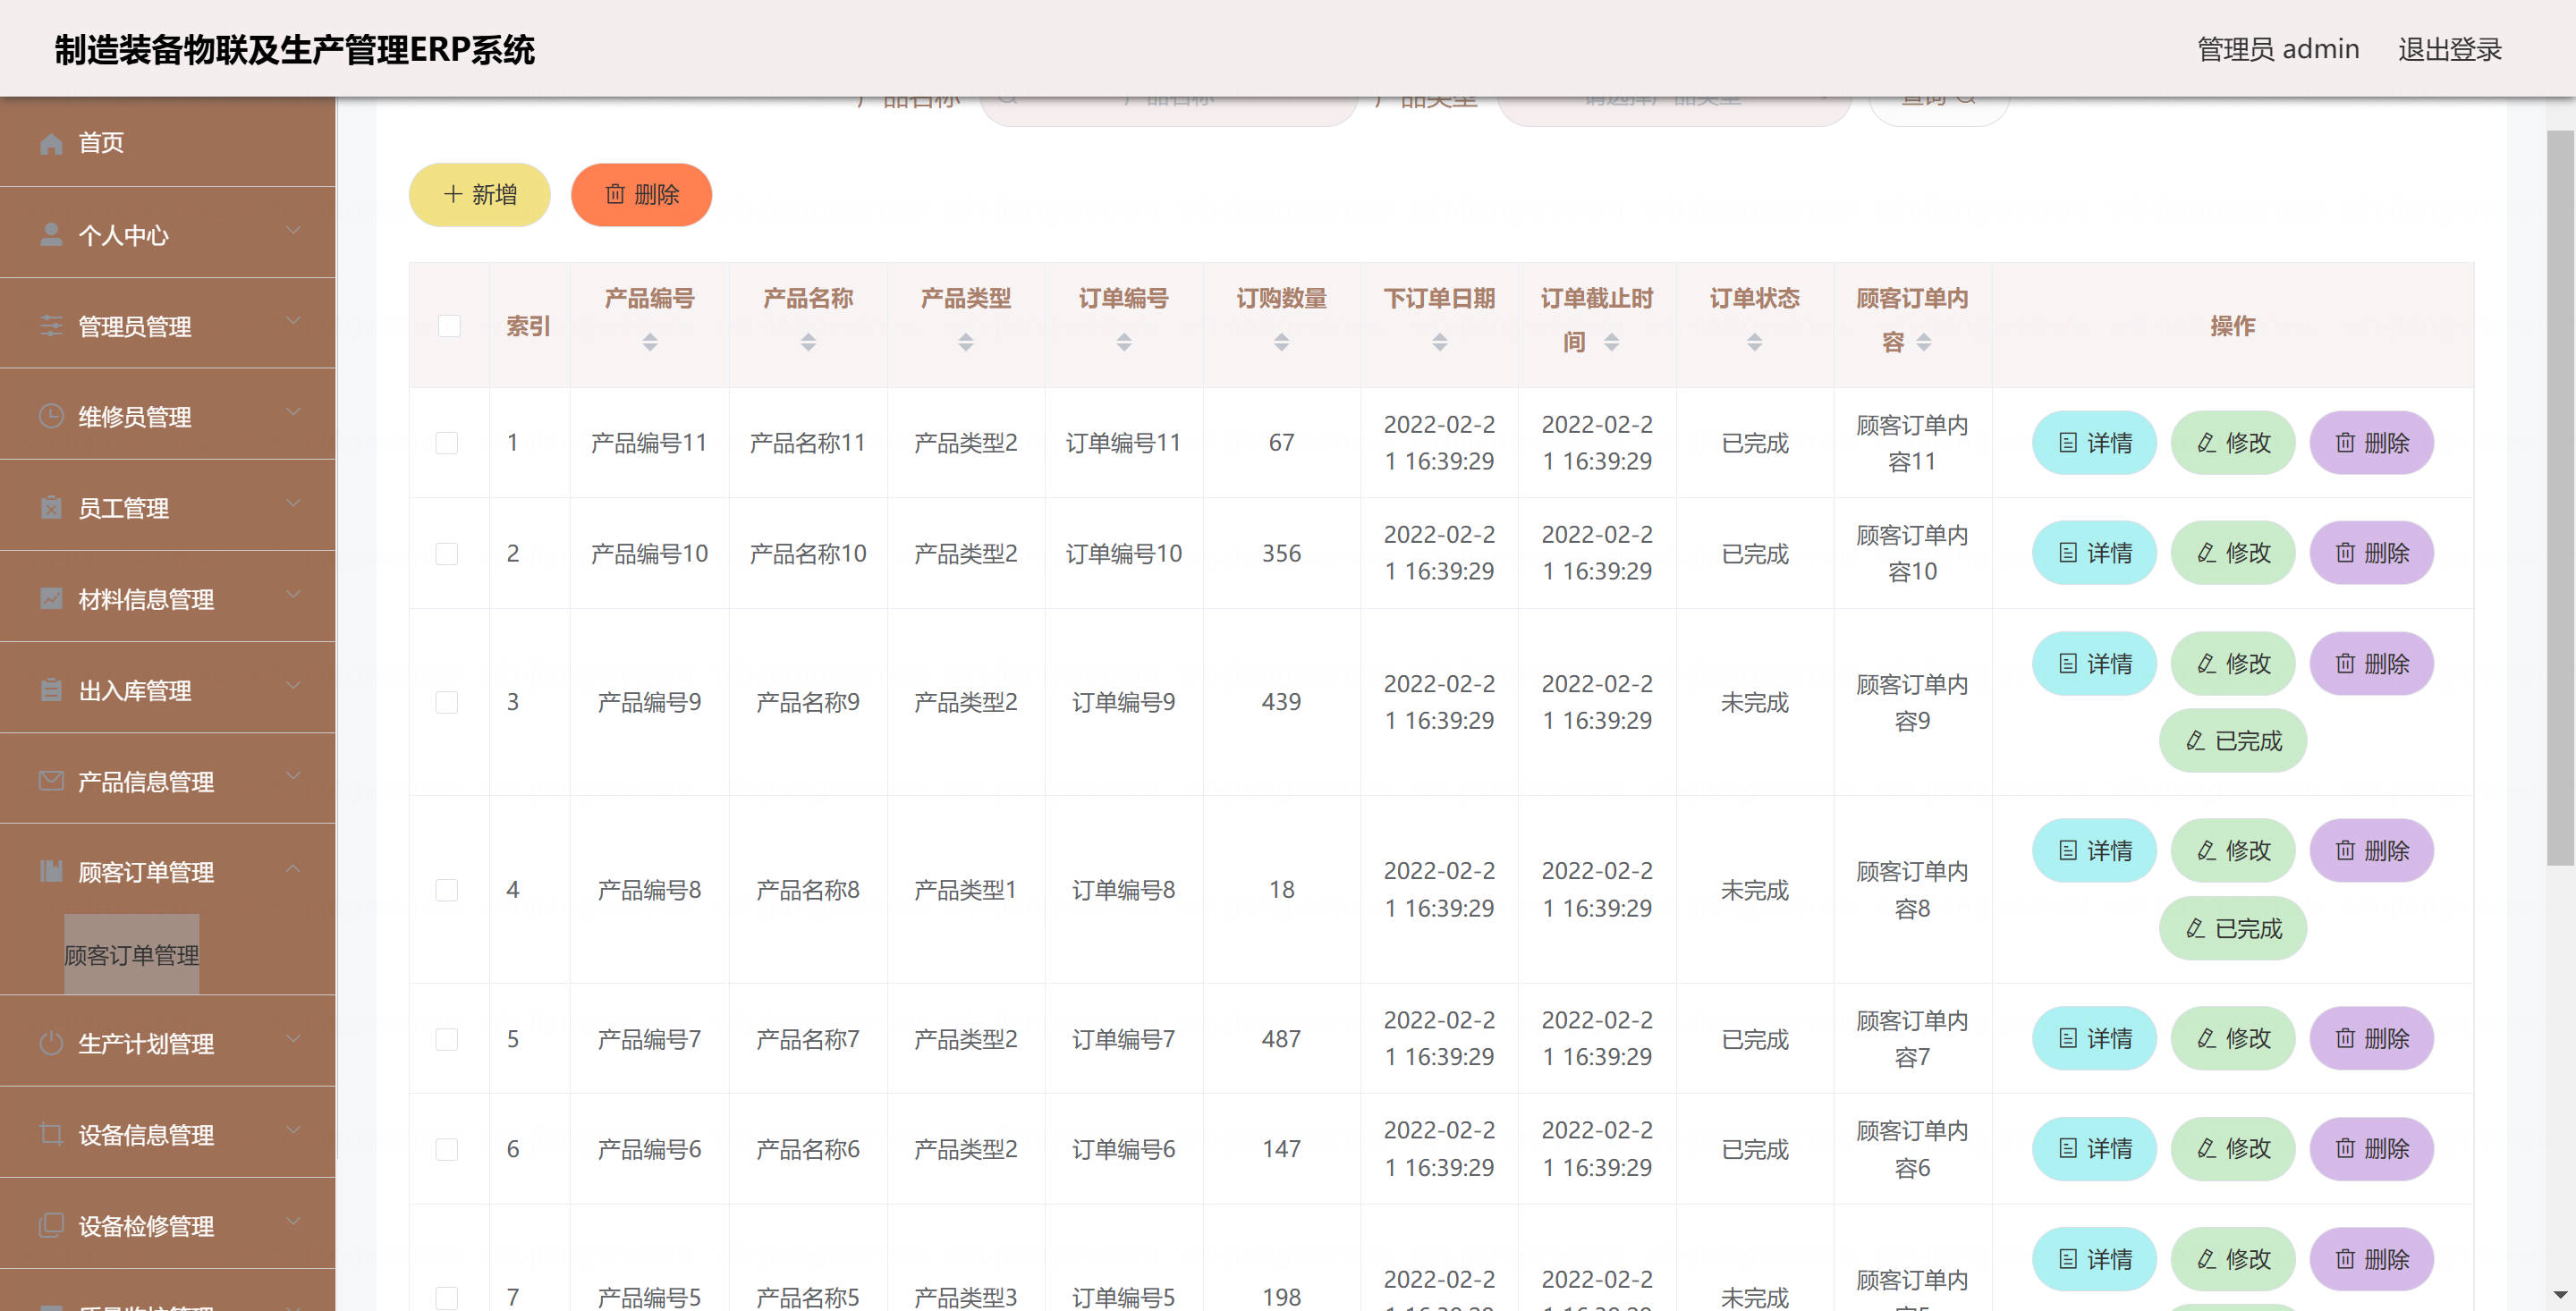 制造装备物联及生产管理ERP系统
管理员 admin 退出登录
产品名称 产品名称 产品类型 请选择产品类型 查询
首页
个人中心
管理员管理
维修员管理
员工管理
材料信息管理
出入库管理
产品信息管理
顾客订单管理
顾客订单管理
生产计划管理
设备信息管理
设备检修管理
新增 删除
索引 产品编号 产品名称 产品类型 订单编号 订购数量 下订单日期 订单截止时间 订单状态 顾客订单内容 操作
1 产品编号11 产品名称11 产品类型2 订单编号11 67 2022-02-21 16:39:29 2022-02-21 16:39:29 已完成 顾客订单内容11 详情 修改 删除
2 产品编号10 产品名称10 产品类型2 订单编号10 356 2022-02-21 16:39:29 2022-02-21 16:39:29 已完成 顾客订单内容10 详情 修改 删除
3 产品编号9 产品名称9 产品类型2 订单编号9 439 2022-02-21 16:39:29 2022-02-21 16:39:29 未完成 顾客订单内容9 详情 修改 删除 已完成
4 产品编号8 产品名称8 产品类型1 订单编号8 18 2022-02-21 16:39:29 2022-02-21 16:39:29 未完成 顾客订单内容8 详情 修改 删除 已完成
5 产品编号7 产品名称7 产品类型2 订单编号7 487 2022-02-21 16:39:29 2022-02-21 16:39:29 已完成 顾客订单内容7 详情 修改 删除
6 产品编号6 产品名称6 产品类型2 订单编号6 147 2022-02-21 16:39:29 2022-02-21 16:39:29 已完成 顾客订单内容6 详情 修改 删除
7 产品编号5 产品名称5 产品类型3 订单编号5 198 2022-02-2 2022-02-2 未完成 顾客订单内 详情 修改 删除